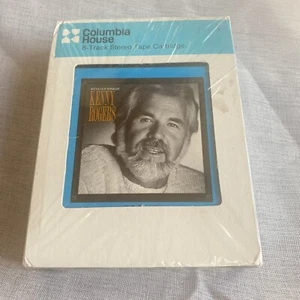 Columbia
House
8-Track Stereo Tape Cartridge
KENNY
ROGERS